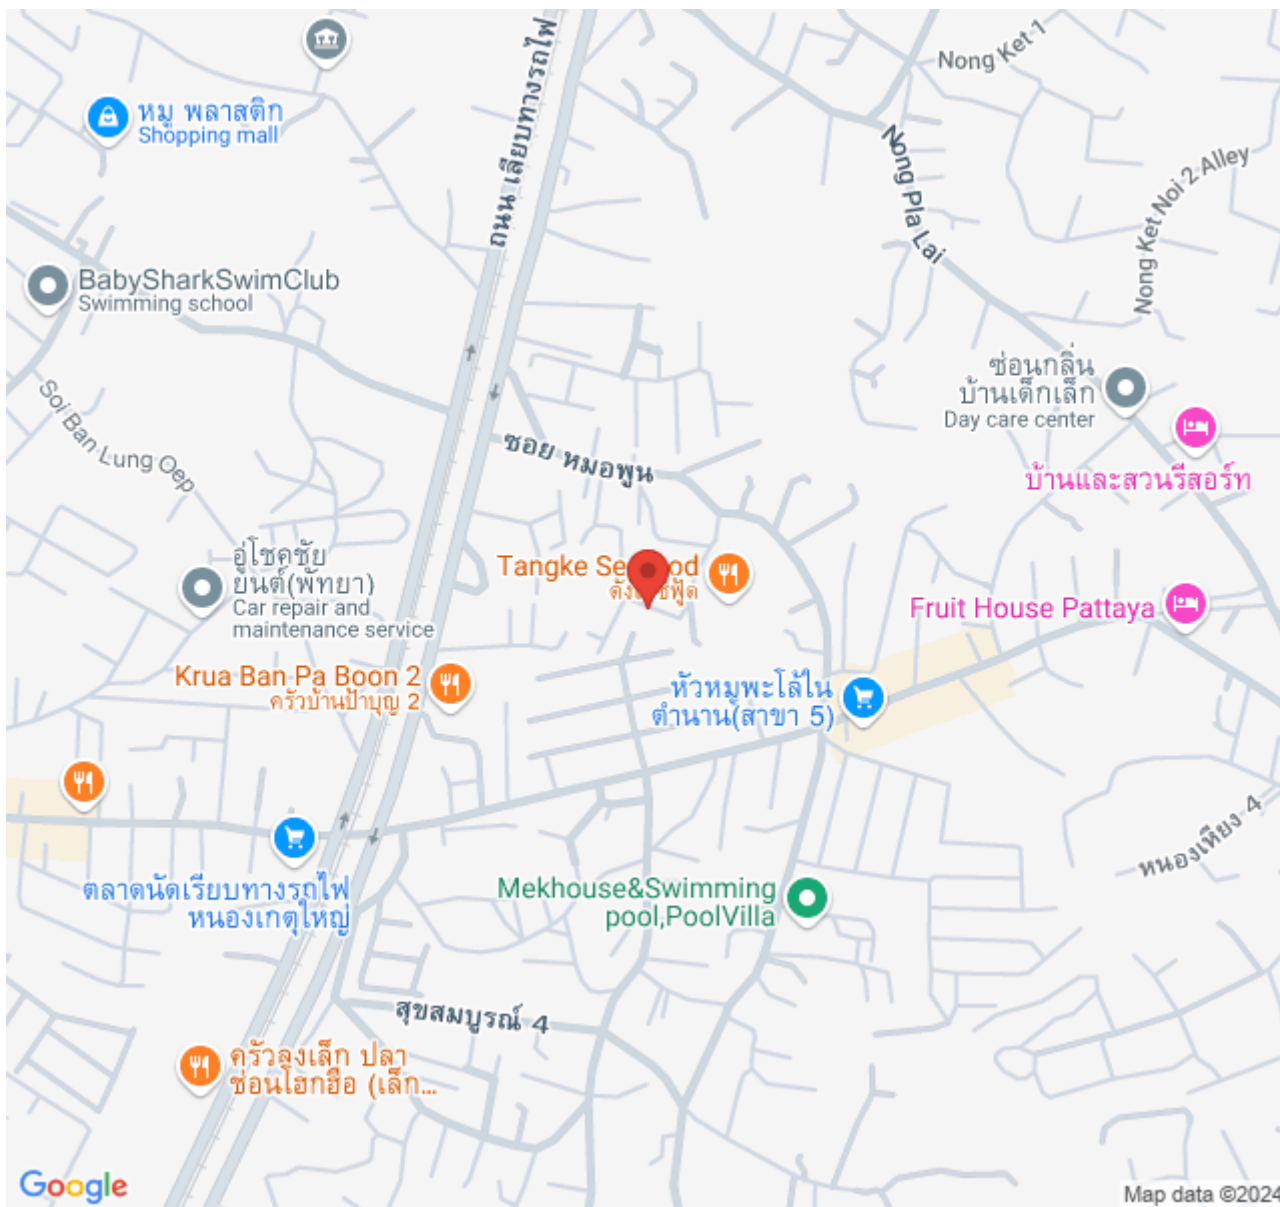 Nong Ket 1
หมู พลาสติก
Shopping mall
ถนน เลียบทางรถไฟ
Nong Pla Lai
Nong Ket Noi 2 Alley
BabySharkSwimClub
Swimming school
ซ่อนกลิ่น
บ้านเด็กเล็ก
Day care center
Soi Ban Lung Oep
ซอย หมอพูน
บ้านและสวนรีสอร์ท
อู่โชคชัย
ยนต์(พัทยา)
Car repair and
maintenance service
Tangke
Fruit House Pattaya
Krua Ban Pa Boon 2
ครัวบ้านป้าบุญ 2
หัวหมูพะโล้ใน
ตำนาน(สาขา 5)
หนองเหียง 4
ตลาดนัดเรียบทางรถไฟ
หนองเกตุใหญ่
Mekhouse&Swimming
pool,PoolVilla
สุขสมบูรณ์ 4
ครัวลุงเล็ก ปลา
ช่อนโฮกฮือ (เล็ก...
Google
Map data ©2024